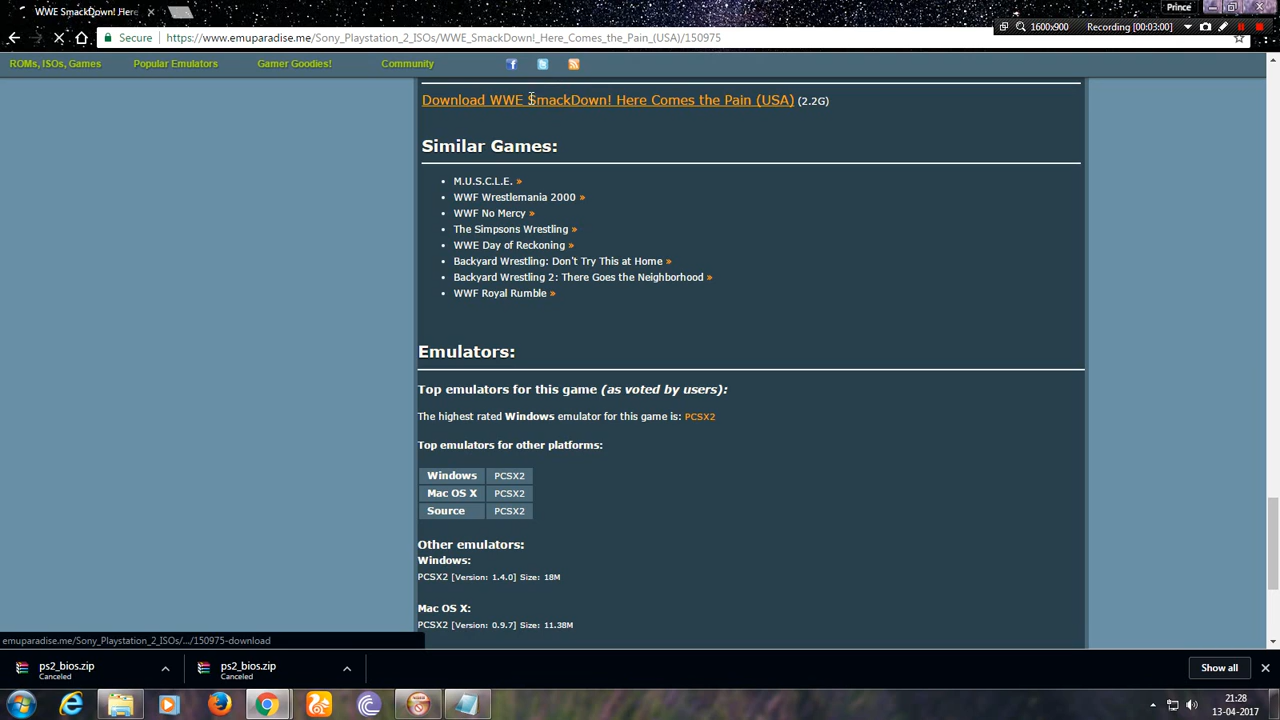 WWE SmackDown! Here
Prince
Secure https://www.emuparadise.me/Sony_Playstation_2_ISOs/WWE_SmackDown!_Here_Comes_the_Pain_(USA)/150975
1600x900 Recording [00:03:00]
ROMs, ISOs, Games Popular Emulators Gamer Goodies! Community
Download WWE SmackDown! Here Comes the Pain (USA) (2.2G)
Similar Games:
M.U.S.C.L.E. »
WWF Wrestlemania 2000 »
WWF No Mercy »
The Simpsons Wrestling »
WWE Day of Reckoning »
Backyard Wrestling: Don't Try This at Home »
Backyard Wrestling 2: There Goes the Neighborhood »
WWF Royal Rumble »
Emulators:
Top emulators for this game (as voted by users):
The highest rated Windows emulator for this game is: PCSX2
Top emulators for other platforms:
Windows PCSX2
Mac OS X PCSX2
Source PCSX2
Other emulators:
Windows:
PCSX2 [Version: 1.4.0] Size: 18M
Mac OS X:
PCSX2 [Version: 0.9.7] Size: 11.38M
emuparadise.me/Sony_Playstation_2_ISOs/.../150975-download
ps2_bios.zip
Canceled
ps2_bios.zip
Canceled
Show all
21:28
13-04-2017